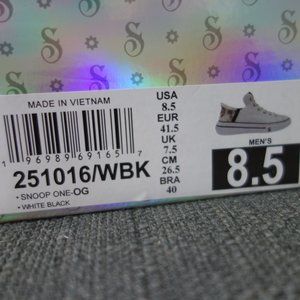 MADE IN VIETNAM
1 96989 69165 7
251016/WBK
• SNOOP ONE-OG
• WHITE BLACK
USA
8.5
EUR
41.5
UK
7.5
CM
26.5
BRA
40
MEN'S
8.5